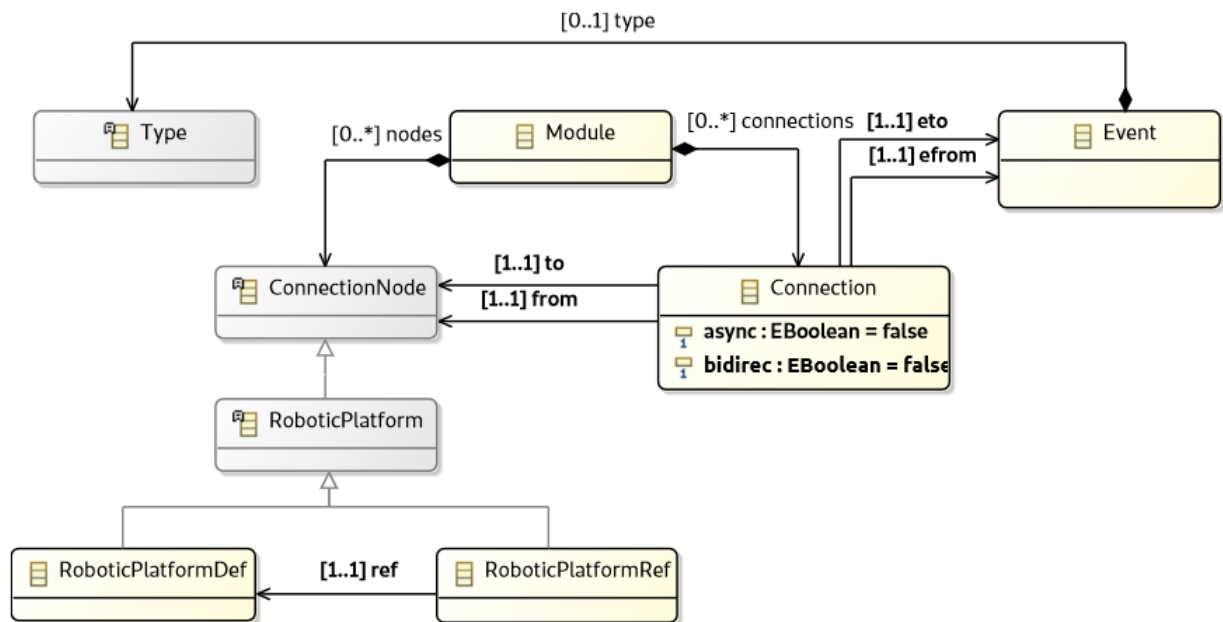 [0..1] type
Type
[0..*] nodes
Module
[0..*] connections
[1..1] eto
[1..1] efrom
Event
ConnectionNode
[1..1] to
[1..1] from
Connection
async : EBoolean = false
bidirec : EBoolean = false
RoboticPlatform
RoboticPlatformDef
[1..1] ref
RoboticPlatformRef